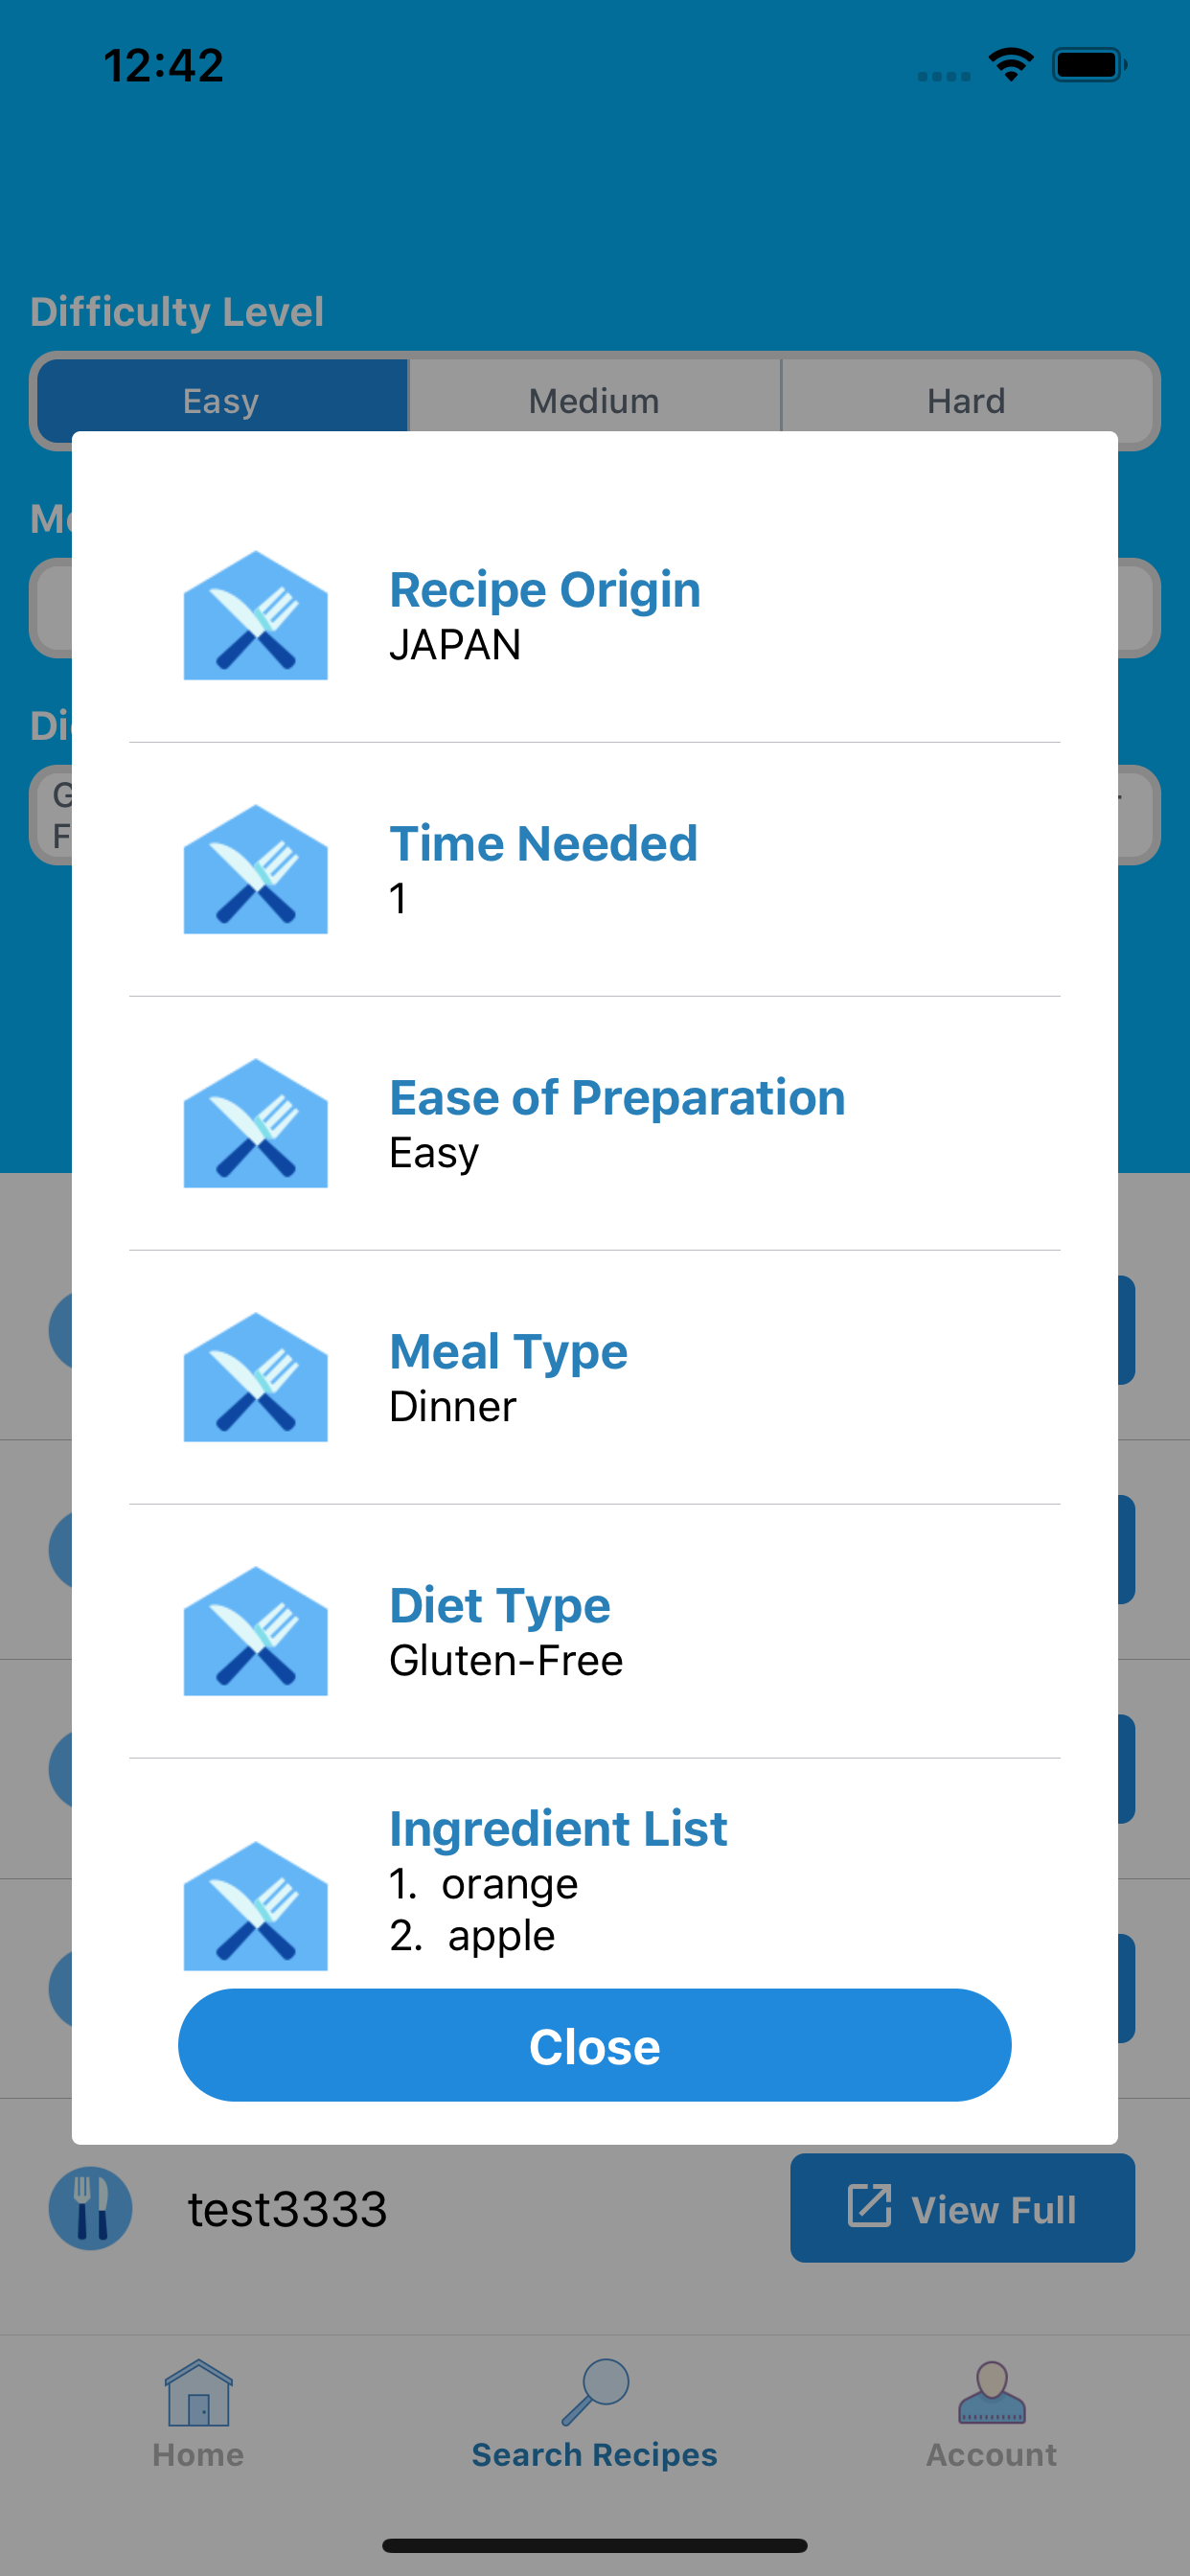 12:42
Difficulty Level
Easy
Medium
Hard
Recipe Origin
JAPAN
Time Needed
1
Ease of Preparation
Easy
Meal Type
Dinner
Diet Type
Gluten-Free
Ingredient List
1. orange
2. apple
Close
test3333
View Full
Home
Search Recipes
Account